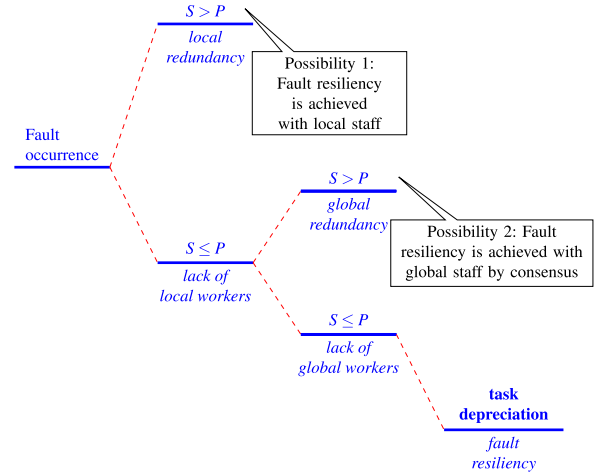 S > P
local
redundancy
Possibility 1:
Fault resiliency
is achieved
with local staff
Fault
occurrence
S > P
global
redundancy
Possibility 2: Fault
resiliency is achieved with
global staff by consensus
S ≤ P
lack of
local workers
S ≤ P
lack of
global workers
task
depreciation
fault
resiliency